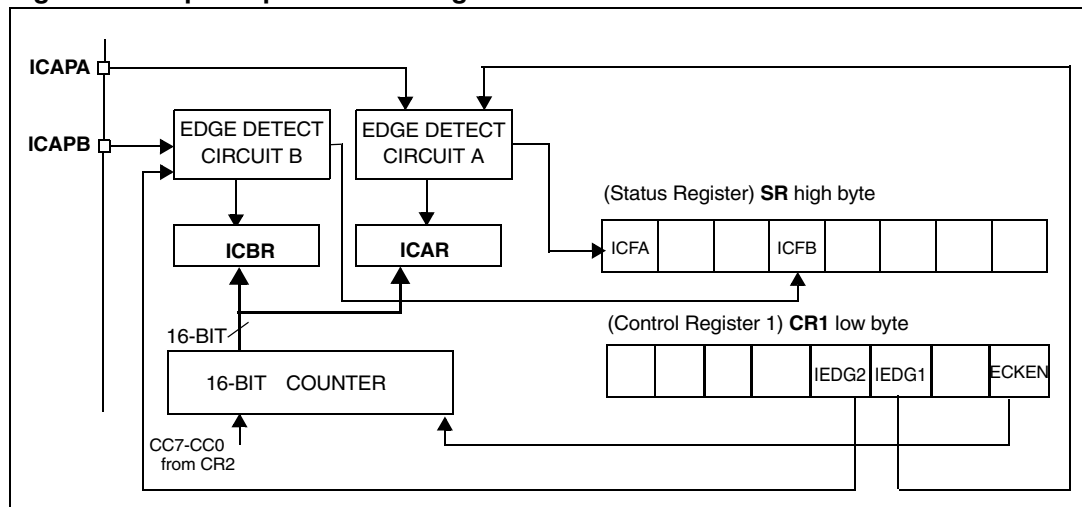 ICAPA
ICAPB
EDGE DETECT
CIRCUIT B
EDGE DETECT
CIRCUIT A
(Status Register) SR high byte
ICBR
ICAR
ICFA
ICFB
16-BIT
(Control Register 1) CR1 low byte
16-BIT COUNTER
IEDG2
IEDG1
ECKEN
CC7-CC0
from CR2